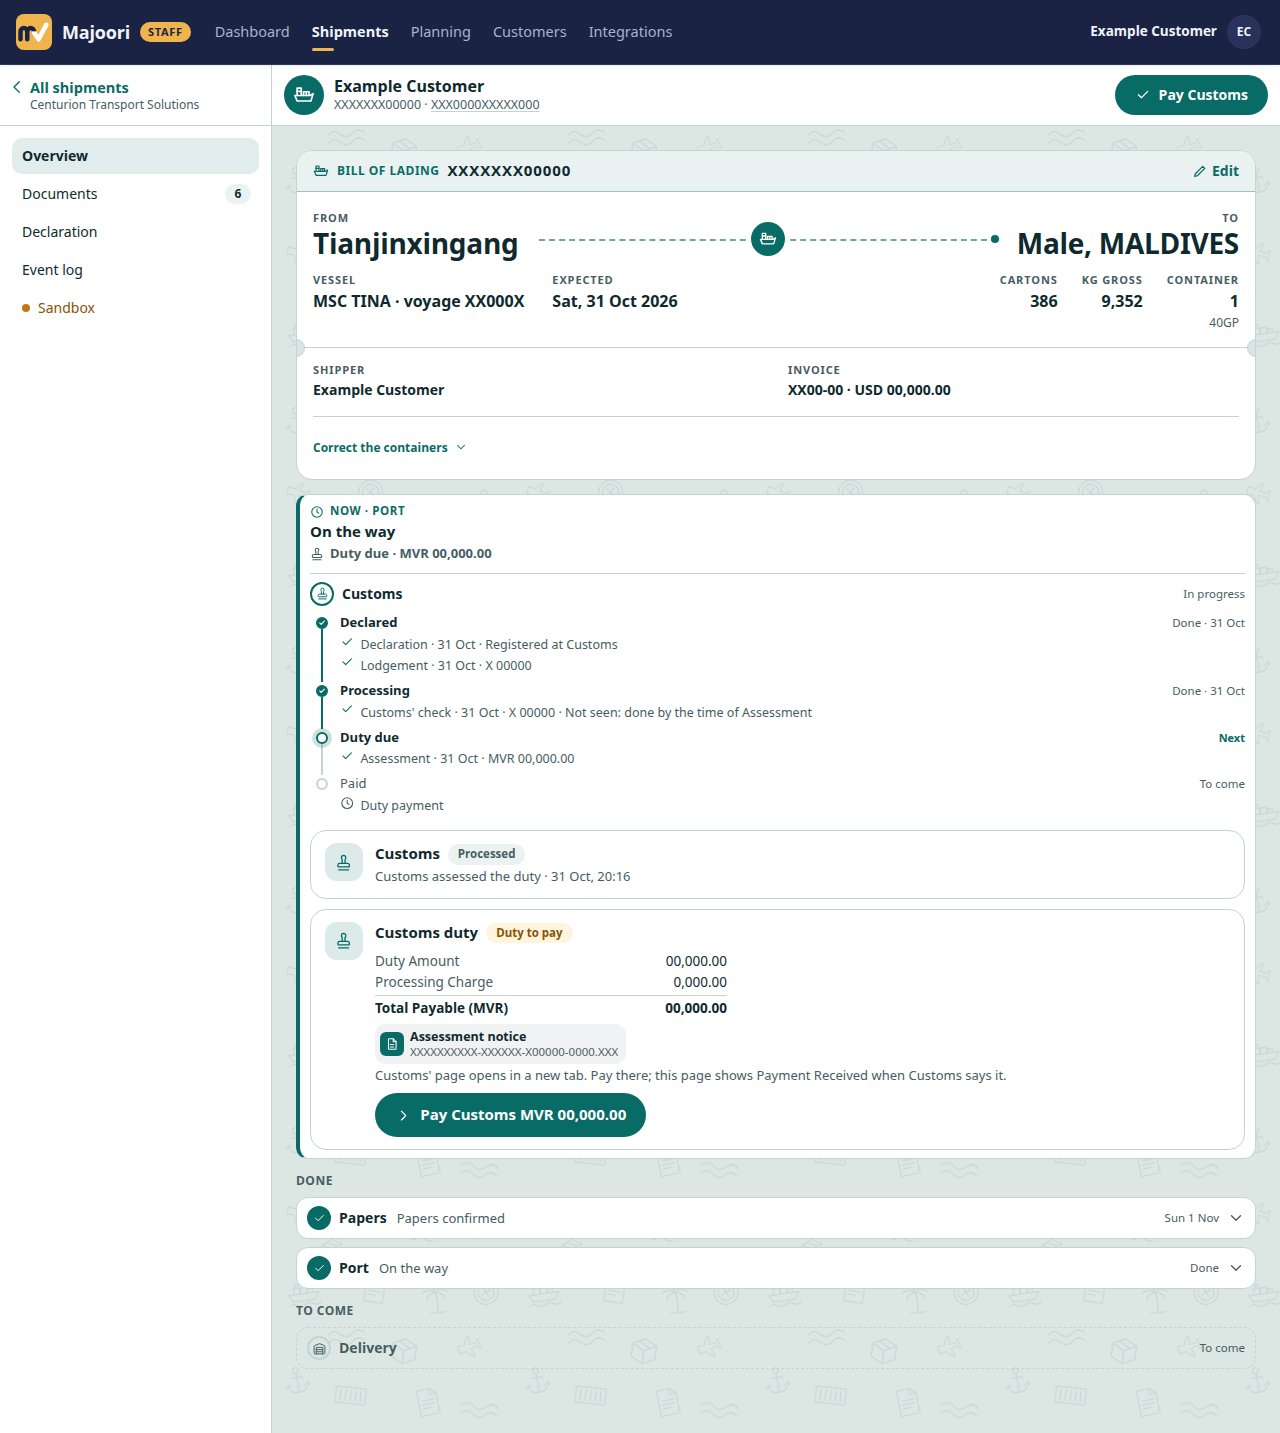 Majoori STAFF Dashboard Shipments Planning Customers Integrations Example Customer EC
All shipments
Centurion Transport Solutions
Example Customer
XXXXXXX00000 · XXX0000XXXXX000
Pay Customs
Overview
Documents 6
Declaration
Event log
Sandbox
BILL OF LADING XXXXXXX00000 Edit
FROM TO
Tianjinxingang Male, MALDIVES
VESSEL EXPECTED CARTONS KG GROSS CONTAINER
MSC TINA · voyage XX000X Sat, 31 Oct 2026 386 9,352 1
40GP
SHIPPER INVOICE
Example Customer XX00-00 · USD 00,000.00
Correct the containers
NOW · PORT
On the way
Duty due · MVR 00,000.00
Customs In progress
Declared Done · 31 Oct
Declaration · 31 Oct · Registered at Customs
Lodgement · 31 Oct · X 00000
Processing Done · 31 Oct
Customs' check · 31 Oct · X 00000 · Not seen: done by the time of Assessment
Duty due Next
Assessment · 31 Oct · MVR 00,000.00
Paid To come
Duty payment
Customs Processed
Customs assessed the duty · 31 Oct, 20:16
Customs duty Duty to pay
Duty Amount 00,000.00
Processing Charge 0,000.00
Total Payable (MVR) 00,000.00
Assessment notice
XXXXXXXXXX-XXXXXX-X00000-0000.XXX
Customs' page opens in a new tab. Pay there; this page shows Payment Received when Customs says it.
Pay Customs MVR 00,000.00
DONE
Papers Papers confirmed Sun 1 Nov
Port On the way Done
TO COME
Delivery To come